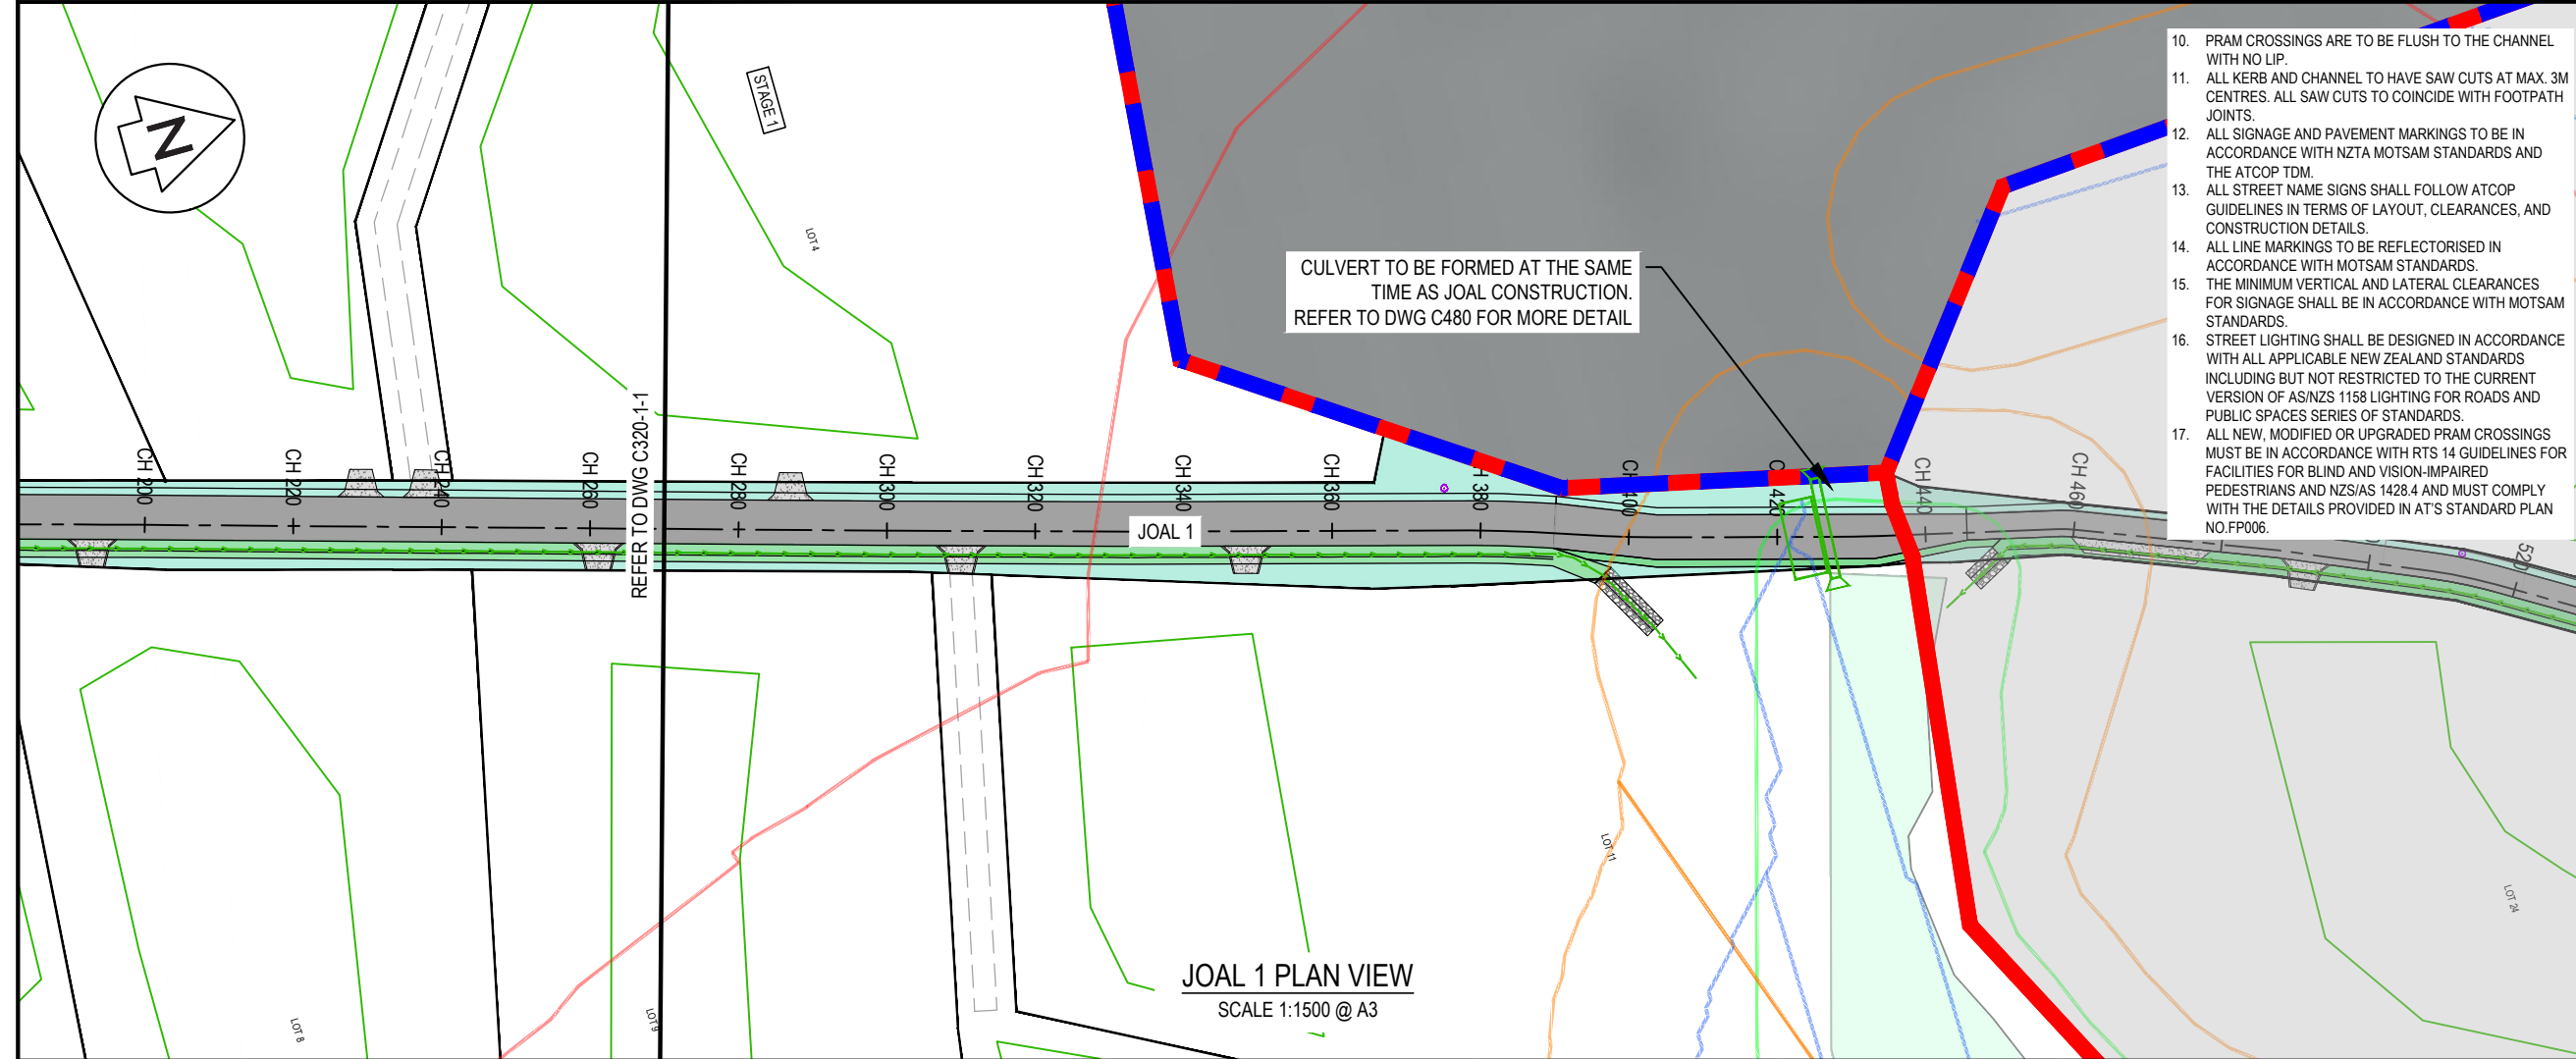 10. PRAM CROSSINGS ARE TO BE FLUSH TO THE CHANNEL
WITH NO LIP.
11. ALL KERB AND CHANNEL TO HAVE SAW CUTS AT MAX. 3M
CENTRES. ALL SAW CUTS TO COINCIDE WITH FOOTPATH
JOINTS.
12. ALL SIGNAGE AND PAVEMENT MARKINGS TO BE IN
ACCORDANCE WITH NZTA MOTSAM STANDARDS AND
THE ATCOP TDM.
13. ALL STREET NAME SIGNS SHALL FOLLOW ATCOP
GUIDELINES IN TERMS OF LAYOUT, CLEARANCES, AND
CONSTRUCTION DETAILS.
14. ALL LINE MARKINGS TO BE REFLECTORISED IN
ACCORDANCE WITH MOTSAM STANDARDS.
15. THE MINIMUM VERTICAL AND LATERAL CLEARANCES
FOR SIGNAGE SHALL BE IN ACCORDANCE WITH MOTSAM
STANDARDS.
16. STREET LIGHTING SHALL BE DESIGNED IN ACCORDANCE
WITH ALL APPLICABLE NEW ZEALAND STANDARDS
INCLUDING BUT NOT RESTRICTED TO THE CURRENT
VERSION OF AS/NZS 1158 LIGHTING FOR ROADS AND
PUBLIC SPACES SERIES OF STANDARDS.
17. ALL NEW, MODIFIED OR UPGRADED PRAM CROSSINGS
MUST BE IN ACCORDANCE WITH RTS 14 GUIDELINES FOR
FACILITIES FOR BLIND AND VISION-IMPAIRED
PEDESTRIANS AND NZS/AS 1428.4 AND MUST COMPLY
WITH THE DETAILS PROVIDED IN AT'S STANDARD PLAN
NO.FP006.
N
STAGE 1
LOT 4
CULVERT TO BE FORMED AT THE SAME
TIME AS JOAL CONSTRUCTION.
REFER TO DWG C480 FOR MORE DETAIL
REFER TO DWG C320-1-1
CH 200
CH 220
CH 240
CH 260
CH 280
CH 300
CH 320
CH 340
CH 360
CH 380
CH 400
CH 420
CH 440
CH 460
520
JOAL 1
LOT 11
LOT 24
LOT 8
LOT 9
JOAL 1 PLAN VIEW
SCALE 1:1500 @ A3